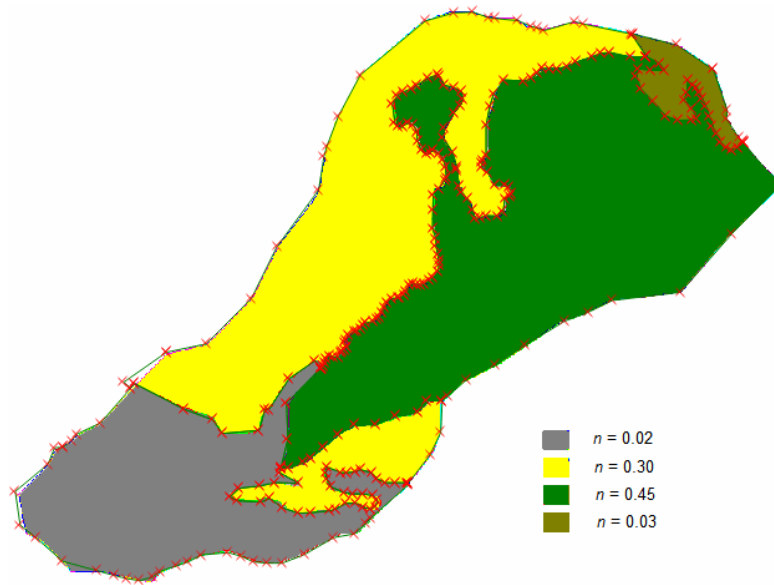 n = 0.02
n = 0.30
n = 0.45
n = 0.03